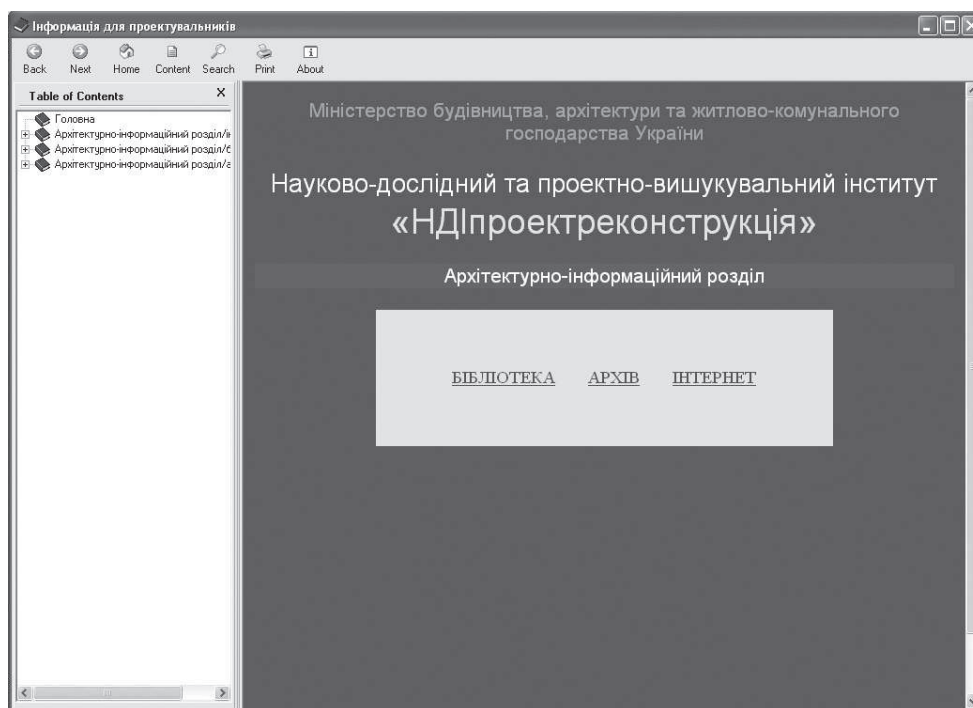 Інформація для проектувальників
Back Next Home Content Search Print About
Table of Contents X
Головна
Архітектурно-інформаційний розділ/і
Архітектурно-інформаційний розділ/б
Архітектурно-інформаційний розділ/а
Міністерство будівництва, архітектури та житлово-комунального
господарства України
Науково-дослідний та проектно-вишукувальний інститут
«НДІпроектреконструкція»
Архітектурно-інформаційний розділ
БІБЛІОТЕКА АРХІВ ІНТЕРНЕТ